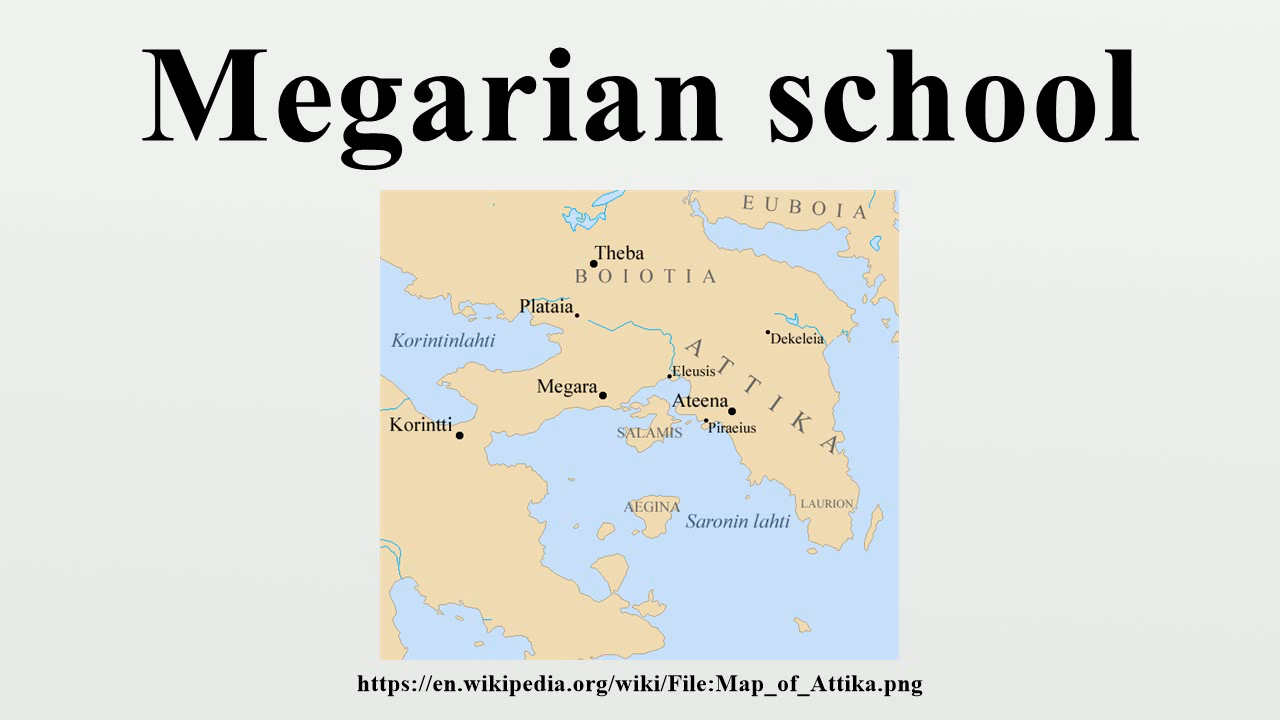 Megarian school
EUBOIA
Theba
BOIOTIA
Plataia
Dekeleia
Korintinlahti
ATTIKA
Eleusis
Megara
Ateena
Korintti
Piraeius
SALAMIS
LAURION
AEGINA
Saronin lahti
https://en.wikipedia.org/wiki/File:Map_of_Attika.png